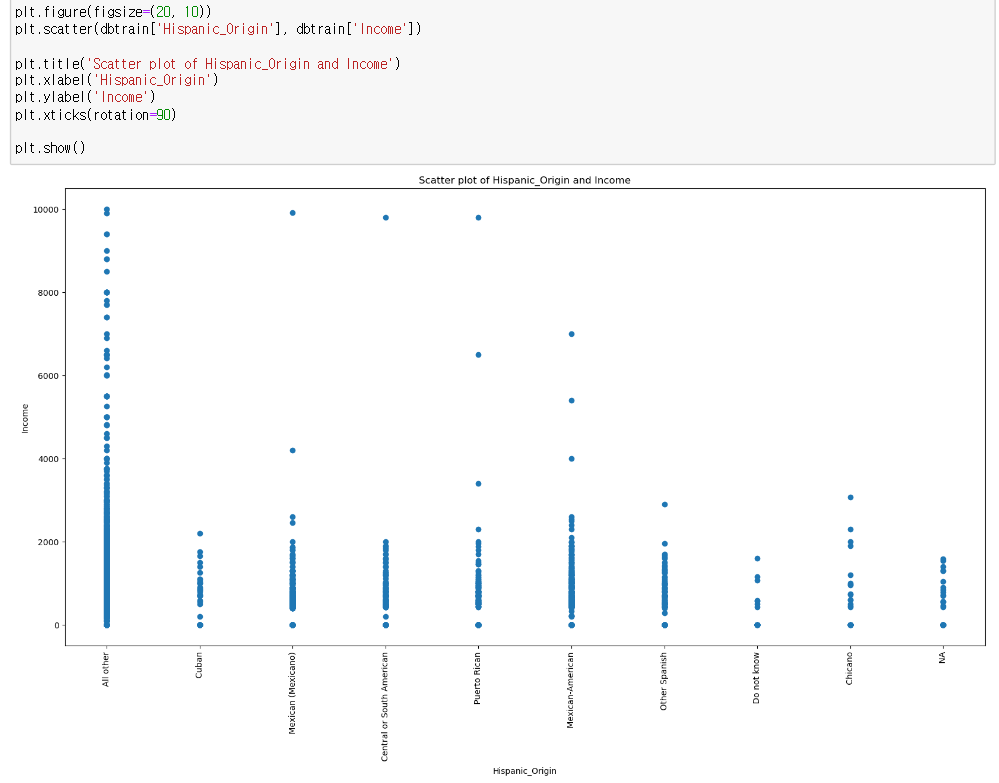 plt.figure(figsize=(20, 10))
plt.scatter(dbtrain['Hispanic_Origin'], dbtrain['Income'])
plt.title('Scatter plot of Hispanic_Origin and Income')
plt.xlabel('Hispanic_Origin')
plt.ylabel('Income')
plt.xticks(rotation=90)
plt.show()
Scatter plot of Hispanic_Origin and Income
10000
8000
6000
4000
2000
0
Income
All other
Cuban
Mexican (Mexicano)
Central or South American
Puerto Rican
Mexican-American
Other Spanish
Do not know
Chicano
NA
Hispanic_Origin